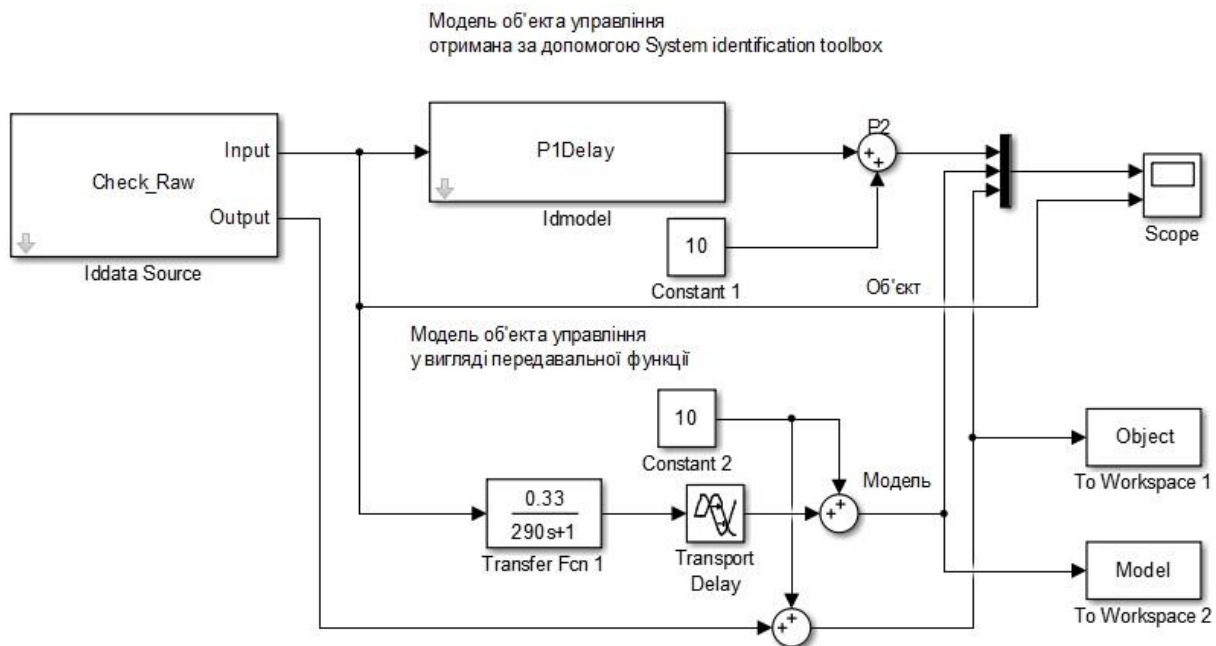 Модель об'єкта управління
отримана за допомогою System identification toolbox
Input
Check_Raw
Output
Iddata Source
P1Delay
Idmodel
P2
+
+
10
Constant 1
Scope
Об'єкт
Модель об'єкта управління
у вигляді передавальної функції
10
Constant 2
0.33
290s+1
Transfer Fcn 1
Transport
Delay
+
+
Модель
Object
To Workspace 1
Model
To Workspace 2
+
+